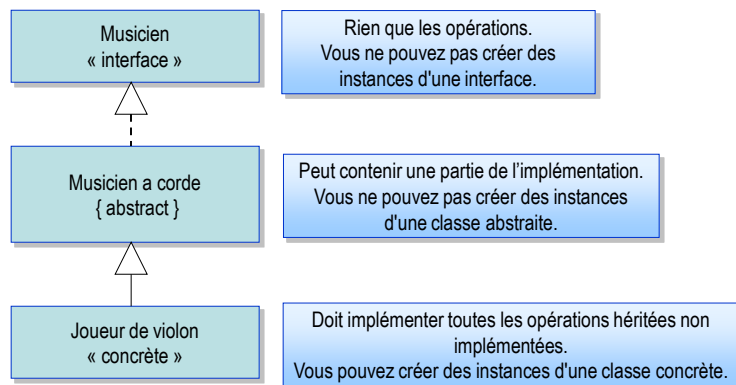 Musicien
« interface »
Rien que les opérations.
Vous ne pouvez pas créer des
instances d'une interface.
Musicien a corde
{ abstract }
Peut contenir une partie de l’implémentation.
Vous ne pouvez pas créer des instances
d'une classe abstraite.
Joueur de violon
« concrète »
Doit implémenter toutes les opérations héritées non
implémentées.
Vous pouvez créer des instances d'une classe concrète.